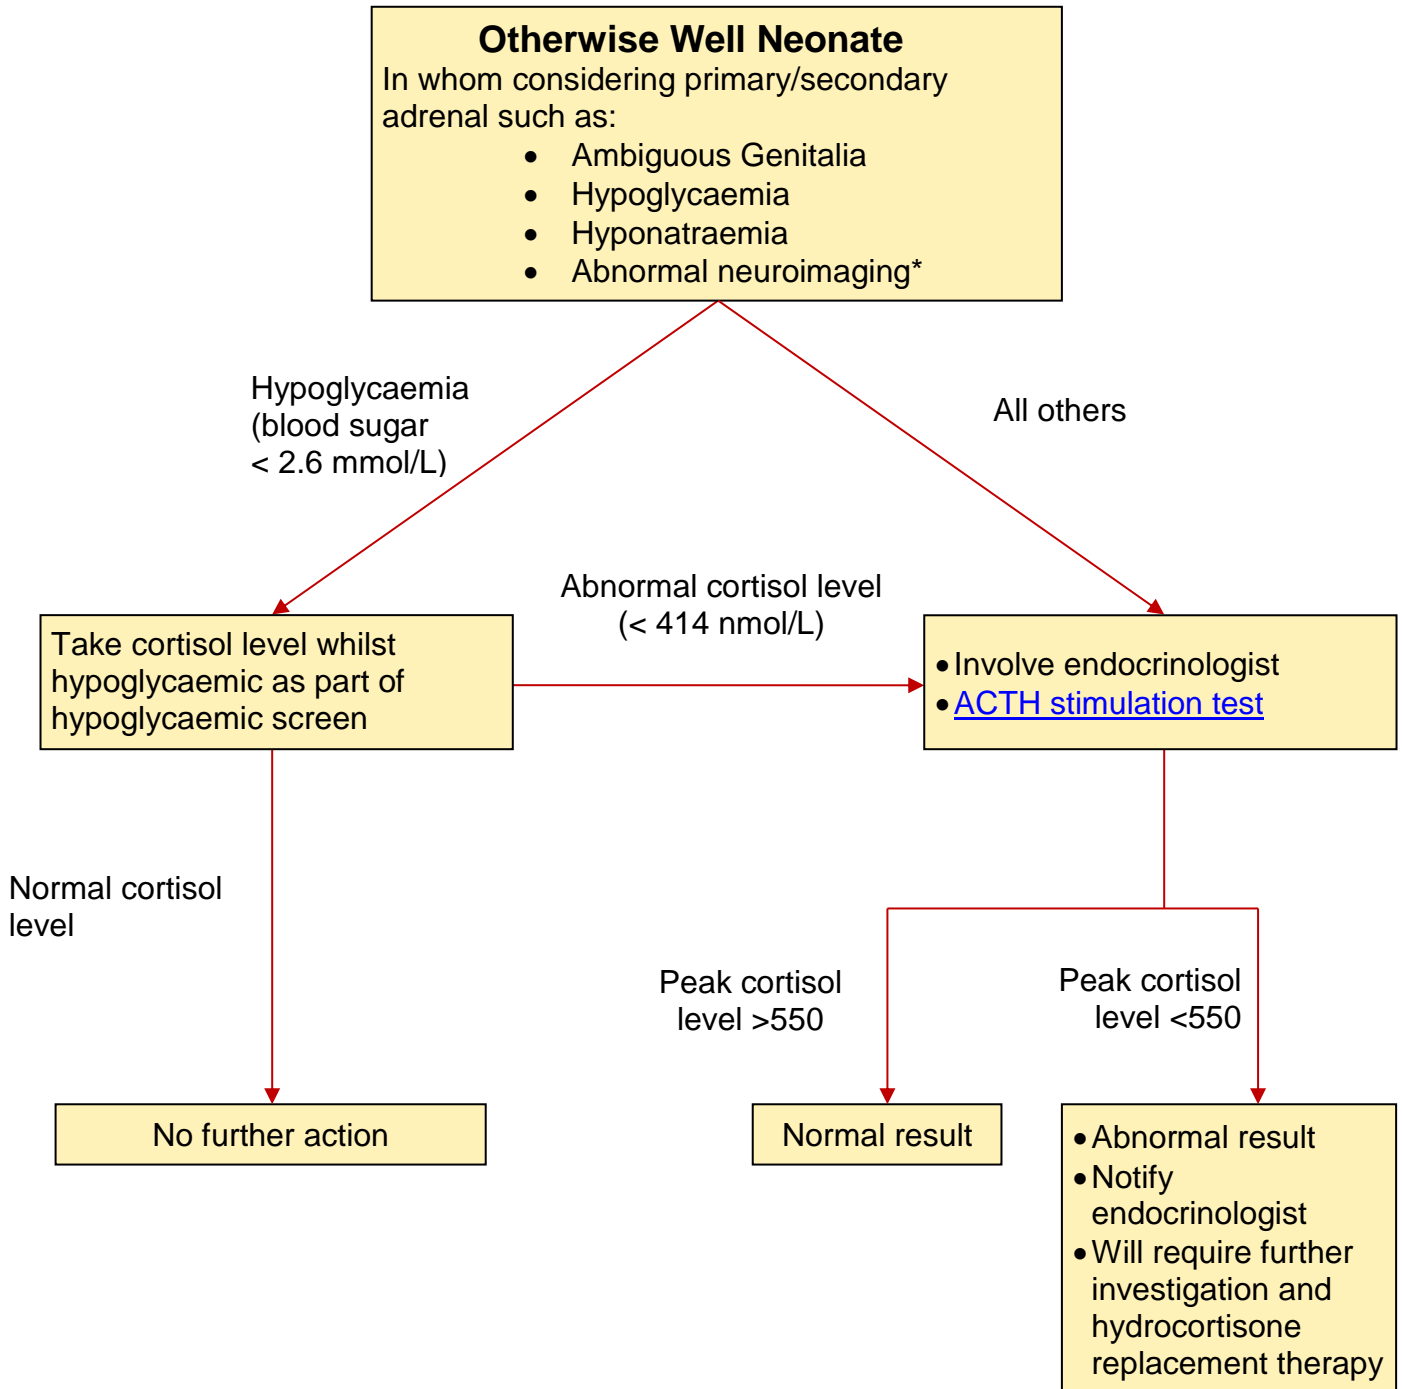 Otherwise Well Neonate
In whom considering primary/secondary
adrenal such as:
• Ambiguous Genitalia
• Hypoglycaemia
• Hyponatraemia
• Abnormal neuroimaging*
Hypoglycaemia
(blood sugar
< 2.6 mmol/L)
All others
Abnormal cortisol level
(< 414 nmol/L)
Take cortisol level whilst
hypoglycaemic as part of
hypoglycaemic screen
• Involve endocrinologist
• ACTH stimulation test
Normal cortisol
level
Peak cortisol
level >550
Peak cortisol
level <550
No further action
Normal result
• Abnormal result
• Notify
endocrinologist
• Will require further
investigation and
hydrocortisone
replacement therapy